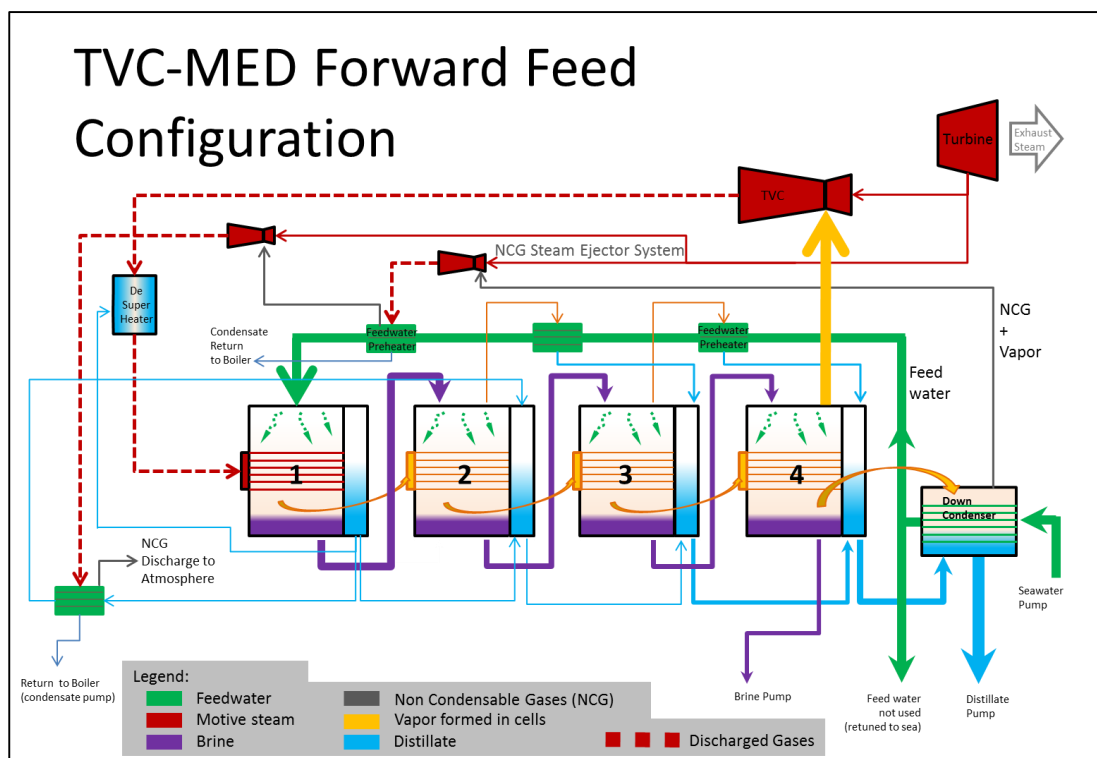 TVC-MED Forward Feed
Configuration
Turbine
Exhaust
Steam
TVC
NCG Steam Ejector System
De
Super
Heater
Condensate
Return
to Boiler
Feedwater
Preheater
Feedwater
Preheater
NCG
+
Vapor
Feed
water
1
2
3
4
Down
Condenser
NCG
Discharge to
Atmosphere
Seawater
Pump
Return to Boiler
(condensate pump)
Brine Pump
Feed water
not used
(retuned to sea)
Distillate
Pump
Legend:
Feedwater
Motive steam
Brine
Non Condensable Gases (NCG)
Vapor formed in cells
Distillate
Discharged Gases